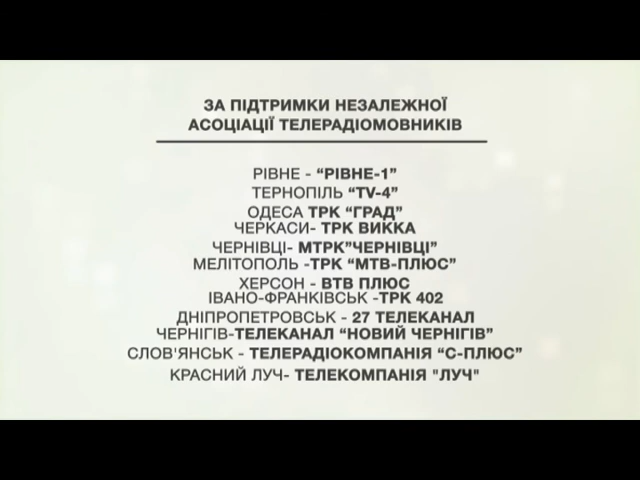 ЗА ПІДТРИМКИ НЕЗАЛЕЖНОЇ
АСОЦІАЦІЇ ТЕЛЕРАДІОМОВНИКІВ
РІВНЕ - “РІВНЕ-1”
ТЕРНОПІЛЬ “TV-4”
ОДЕСА ТРК “ГРАД”
ЧЕРКАСИ- ТРК ВИККА
ЧЕРНІВЦІ- МТРК”ЧЕРНІВЦІ”
МЕЛІТОПОЛЬ -ТРК “МТВ-ПЛЮС”
ХЕРСОН - ВТВ ПЛЮС
ІВАНО-ФРАНКІВСЬК -ТРК 402
ДНІПРОПЕТРОВСЬК - 27 ТЕЛЕКАНАЛ
ЧЕРНІГІВ-ТЕЛЕКАНАЛ “НОВИЙ ЧЕРНІГІВ”
СЛОВ'ЯНСЬК - ТЕЛЕРАДІОКОМПАНІЯ “С-ПЛЮС”
КРАСНИЙ ЛУЧ- ТЕЛЕКОМПАНІЯ "ЛУЧ"